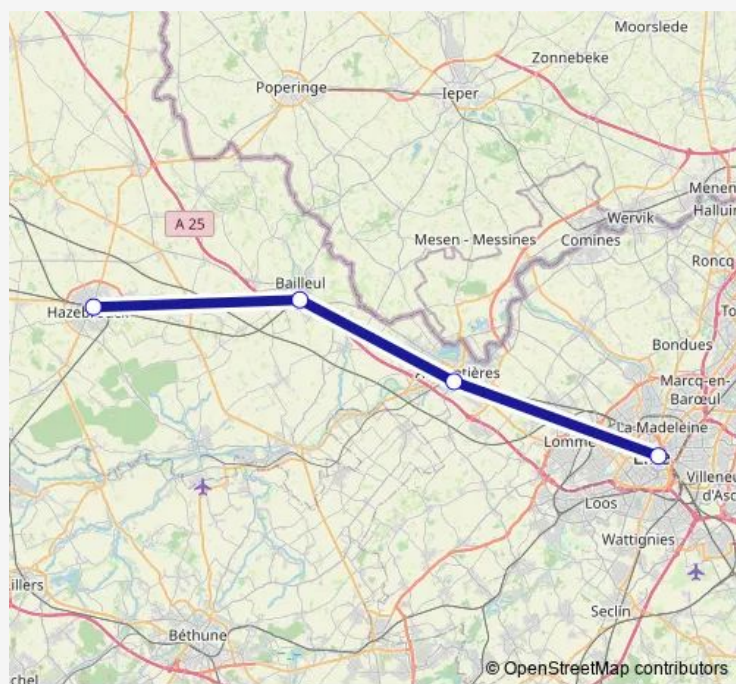 Moorslede
Zonnebeke
Poperinge
Ieper
Menen
Halluin
A 25
Wervik
Mesen - Messines
Comines
Roncq
Bailleul
Bondues
Marcq-en-
Barœul
La Madeleine
Lomme
Villeneu
d'Asc
Loos
Wattignies
Seclin
Béthune
© OpenStreetMap contributors